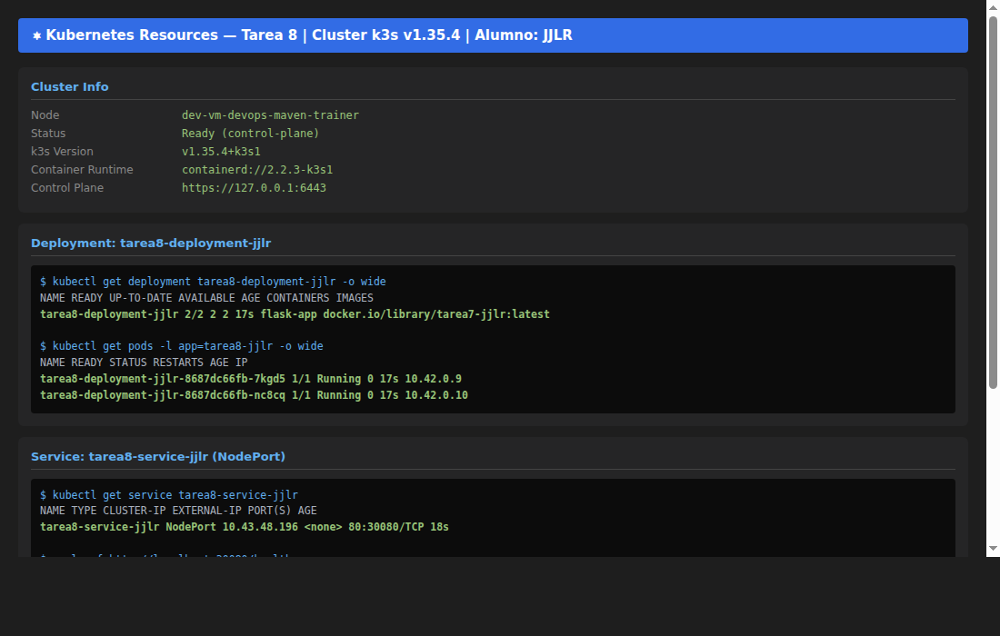 ✱ Kubernetes Resources — Tarea 8 | Cluster k3s v1.35.4 | Alumno: JJLR
Cluster Info
Node dev-vm-devops-maven-trainer
Status Ready (control-plane)
k3s Version v1.35.4+k3s1
Container Runtime containerd://2.2.3-k3s1
Control Plane https://127.0.0.1:6443
Deployment: tarea8-deployment-jjlr
$ kubectl get deployment tarea8-deployment-jjlr -o wide
NAME READY UP-TO-DATE AVAILABLE AGE CONTAINERS IMAGES
tarea8-deployment-jjlr 2/2 2 2 17s flask-app docker.io/library/tarea7-jjlr:latest
$ kubectl get pods -l app=tarea8-jjlr -o wide
NAME READY STATUS RESTARTS AGE IP
tarea8-deployment-jjlr-8687dc66fb-7kgd5 1/1 Running 0 17s 10.42.0.9
tarea8-deployment-jjlr-8687dc66fb-nc8cq 1/1 Running 0 17s 10.42.0.10
Service: tarea8-service-jjlr (NodePort)
$ kubectl get service tarea8-service-jjlr
NAME TYPE CLUSTER-IP EXTERNAL-IP PORT(S) AGE
tarea8-service-jjlr NodePort 10.43.48.196 <none> 80:30080/TCP 18s